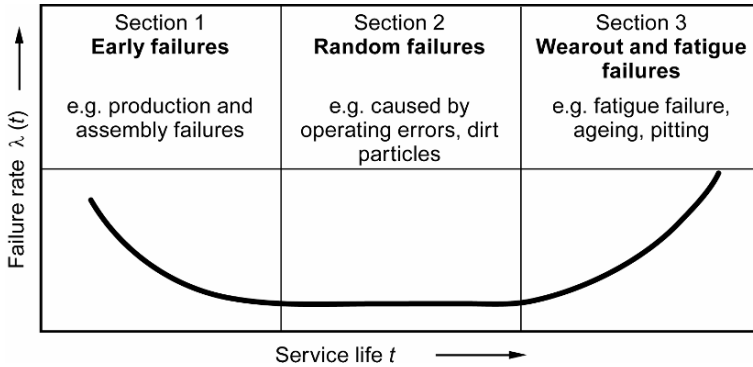 Section 1
Early failures
e.g. production and
assembly failures
Section 2
Random failures
e.g. caused by
operating errors, dirt
particles
Section 3
Wearout and fatigue
failures
e.g. fatigue failure,
ageing, pitting
Failure rate λ (t)
Service life t